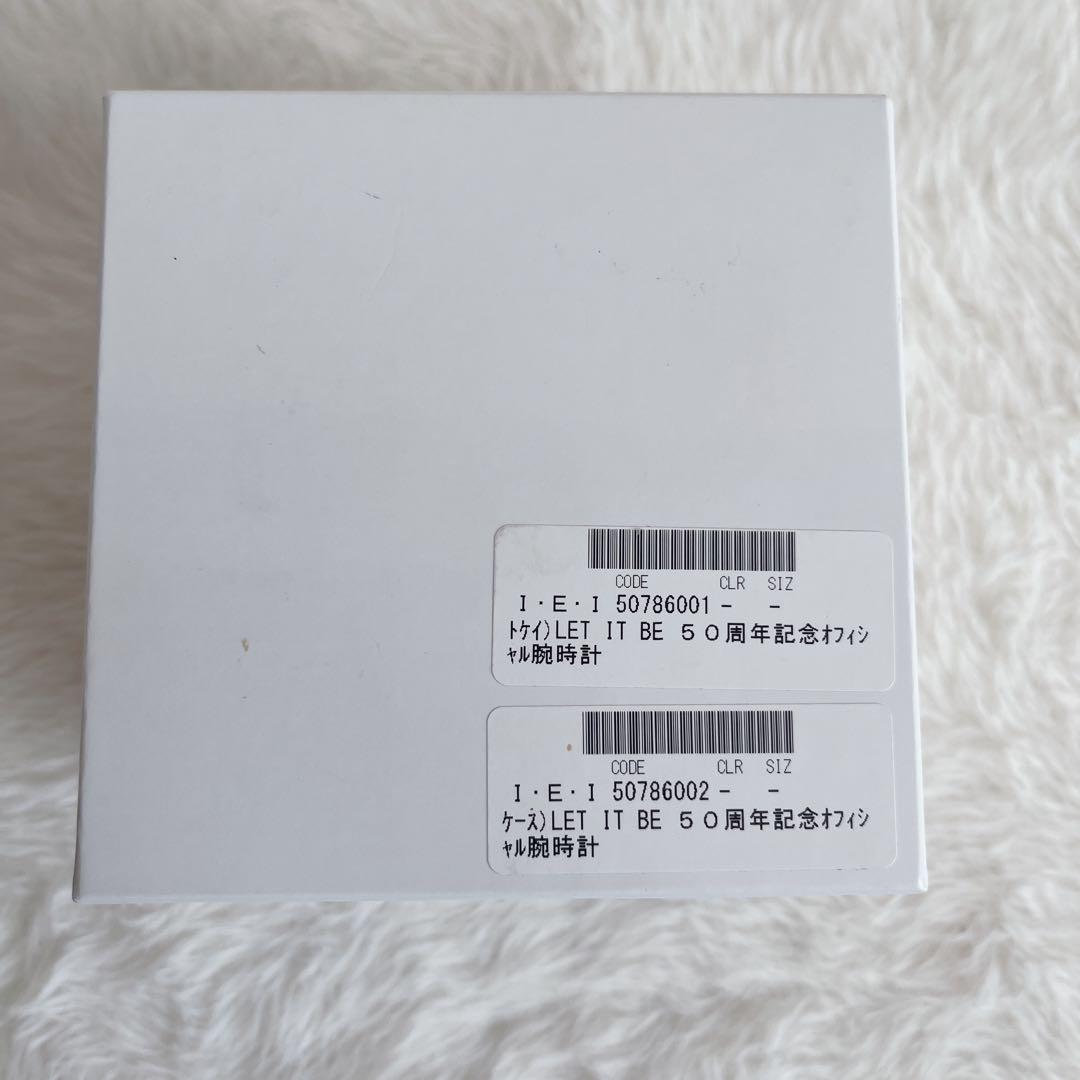 CODE CLR SIZ
I・E・I 50786001 - -
ﾄｹｲ)LET IT BE ５０周年記念ｵﾌｨｼ
ｬﾙ腕時計
CODE CLR SIZ
I・E・I 50786002 - -
ｹｰｽ)LET IT BE ５０周年記念ｵﾌｨｼ
ｬﾙ腕時計